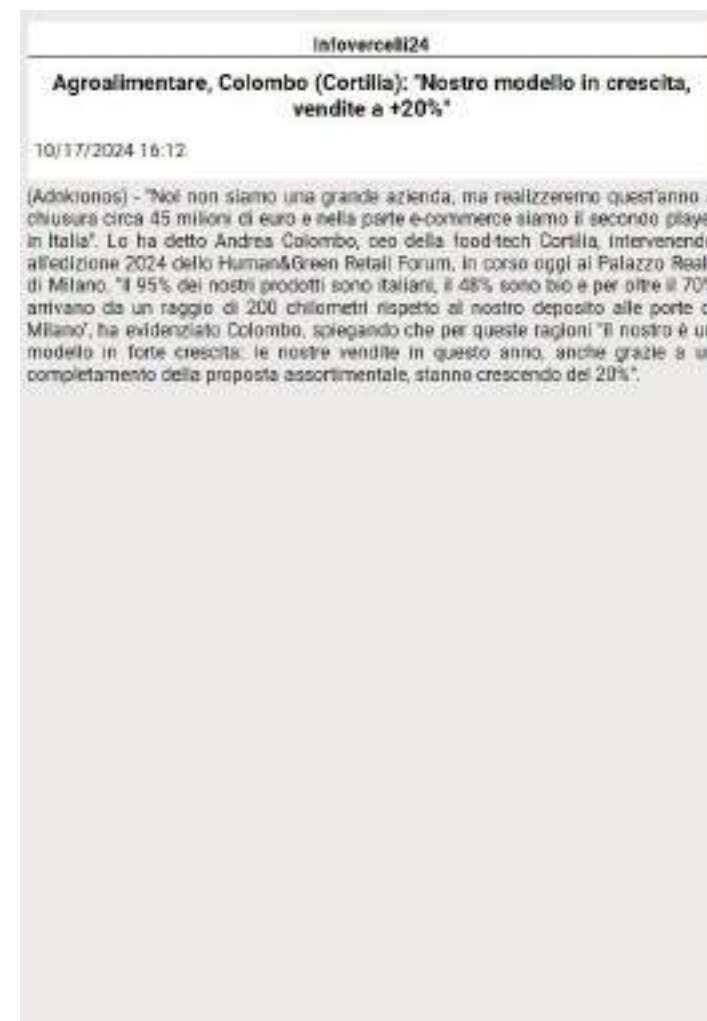 Infovercelli24
Agroalimentare, Colombo (Cortilia): "Nostro modello in crescita,
vendite a +20%"
10/17/2024 16:12
(Adnkronos) - "Noi non siamo una grande azienda, ma realizzeremo quest'anno a
chiusura circa 45 milioni di euro e nella parte e-commerce siamo il secondo playe
in Italia". Lo ha detto Andrea Colombo, ceo della food-tech Cortilia, intervenend
all'edizione 2024 dello Human&Green Retail Forum, in corso oggi al Palazzo Real
di Milano. "Il 95% dei nostri prodotti sono italiani, il 48% sono bio e per oltre il 70%
arrivano da un raggio di 200 chilometri rispetto al nostro deposito alle porte d
Milano", ha evidenziato Colombo, spiegando che per queste ragioni "il nostro è un
modello in forte crescita: le nostre vendite in questo anno, anche grazie a u
completamento della proposta assortimentale, stanno crescendo del 20%".